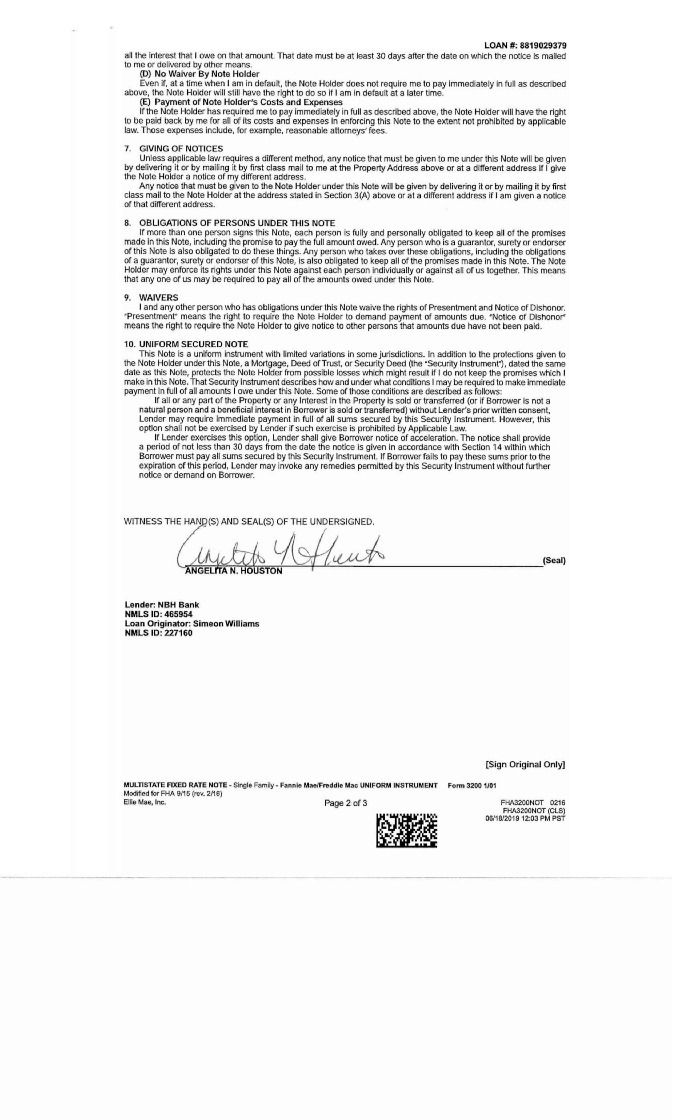 LOAN #: 8819029379
all the interest that I owe on that amount. That date must be at least 30 days after the date on which the notice is mailed
to me or delivered by other means.
(D) No Waiver By Note Holder
Even if, at a time when I am in default, the Note Holder does not require me to pay immediately in full as described
above, the Note Holder will still have the right to do so if I am in default at a later time.
(E) Payment of Note Holder's Costs and Expenses
If the Note Holder has required me to pay immediately in full as described above, the Note Holder will have the right
to be paid back by me for all of its costs and expenses in enforcing this Note to the extent not prohibited by applicable
law. Those expenses include, for example, reasonable attorneys' fees.
7. GIVING OF NOTICES
Unless applicable law requires a different method, any notice that must be given to me under this Note will be given
by delivering it or by mailing it by first class mail to me at the Property Address above or at a different address if I give
the Note Holder a notice of my different address.
Any notice that must be given to the Note Holder under this Note will be given by delivering it or by mailing it by first
class mail to the Note Holder at the address stated in Section 3(A) above or at a different address if I am given a notice
of that different address.
8. OBLIGATIONS OF PERSONS UNDER THIS NOTE
If more than one person signs this Note, each person is fully and personally obligated to keep all of the promises
made in this Note, including the promise to pay the full amount owed. Any person who is a guarantor, surety or endorser
of this Note is also obligated to do these things. Any person who takes over these obligations, including the obligations
of a guarantor, surety or endorser of this Note, is also obligated to keep all of the promises made in this Note. The Note
Holder may enforce its rights under this Note against each person individually or against all of us together. This means
that any one of us may be required to pay all of the amounts owed under this Note.
9. WAIVERS
I and any other person who has obligations under this Note waive the rights of Presentment and Notice of Dishonor.
"Presentment" means the right to require the Note Holder to demand payment of amounts due. "Notice of Dishonor"
means the right to require the Note Holder to give notice to other persons that amounts due have not been paid.
10. UNIFORM SECURED NOTE
This Note is a uniform instrument with limited variations in some jurisdictions. In addition to the protections given to
the Note Holder under this Note, a Mortgage, Deed of Trust, or Security Deed (the "Security Instrument"), dated the same
date as this Note, protects the Note Holder from possible losses which might result if I do not keep the promises which I
make in this Note. That Security Instrument describes how and under what conditions I may be required to make immediate
payment in full of all amounts I owe under this Note. Some of those conditions are described as follows:
If all or any part of the Property or any Interest in the Property is sold or transferred (or if Borrower is not a
natural person and a beneficial interest in Borrower is sold or transferred) without Lender's prior written consent,
Lender may require immediate payment in full of all sums secured by this Security Instrument. However, this
option shall not be exercised by Lender if such exercise is prohibited by Applicable Law.
If Lender exercises this option, Lender shall give Borrower notice of acceleration. The notice shall provide
a period of not less than 30 days from the date the notice is given in accordance with Section 14 within which
Borrower must pay all sums secured by this Security Instrument. If Borrower fails to pay these sums prior to the
expiration of this period, Lender may invoke any remedies permitted by this Security Instrument without further
notice or demand on Borrower.
WITNESS THE HAND(S) AND SEAL(S) OF THE UNDERSIGNED.
Angelita N Houston
(Seal)
ANGELITA N. HOUSTON
Lender: NBH Bank
NMLS ID: 465954
Loan Originator: Simeon Williams
NMLS ID: 227160
[Sign Original Only]
MULTISTATE FIXED RATE NOTE - Single Family - Fannie Mae/Freddie Mac UNIFORM INSTRUMENT Form 3200 1/01
Modified for FHA 9/15 (rev. 2/16)
Ellie Mae, Inc.
Page 2 of 3
FHA3200NOT 0216
FHA3200NOT (CLS)
06/18/2019 12:03 PM PST